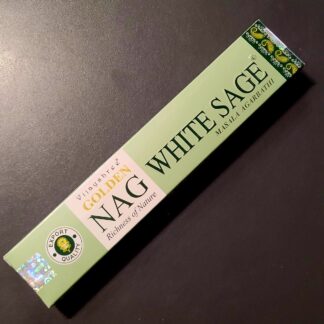 Vijayshree
GOLDEN
NAG
Richness of Nature
WHITE SAGE
MASALA AGARBATHI
EXPORT
QUALITY